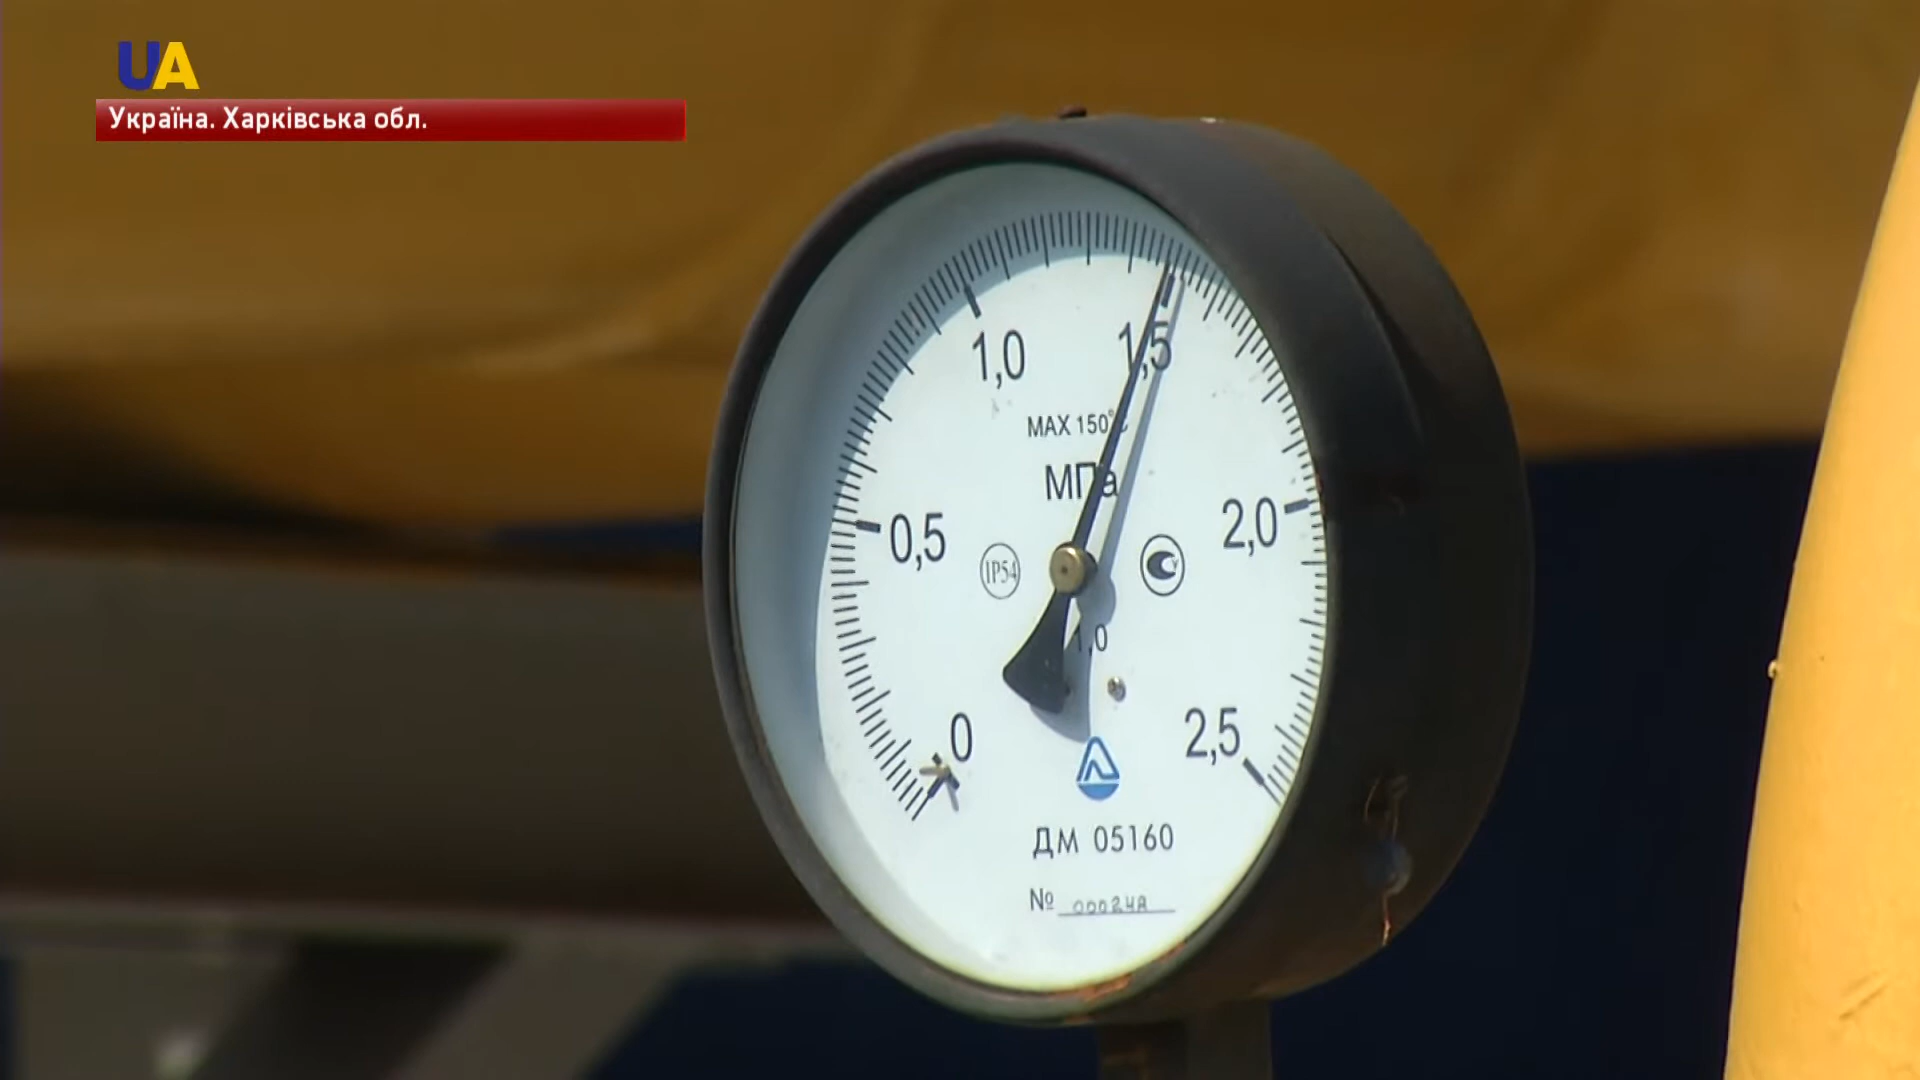 UA
Україна. Харківська обл.
1,0
1,5
MAX 150°C
МПа
0,5
2,0
IP54
1,0
0
2,5
ДМ 05160
№